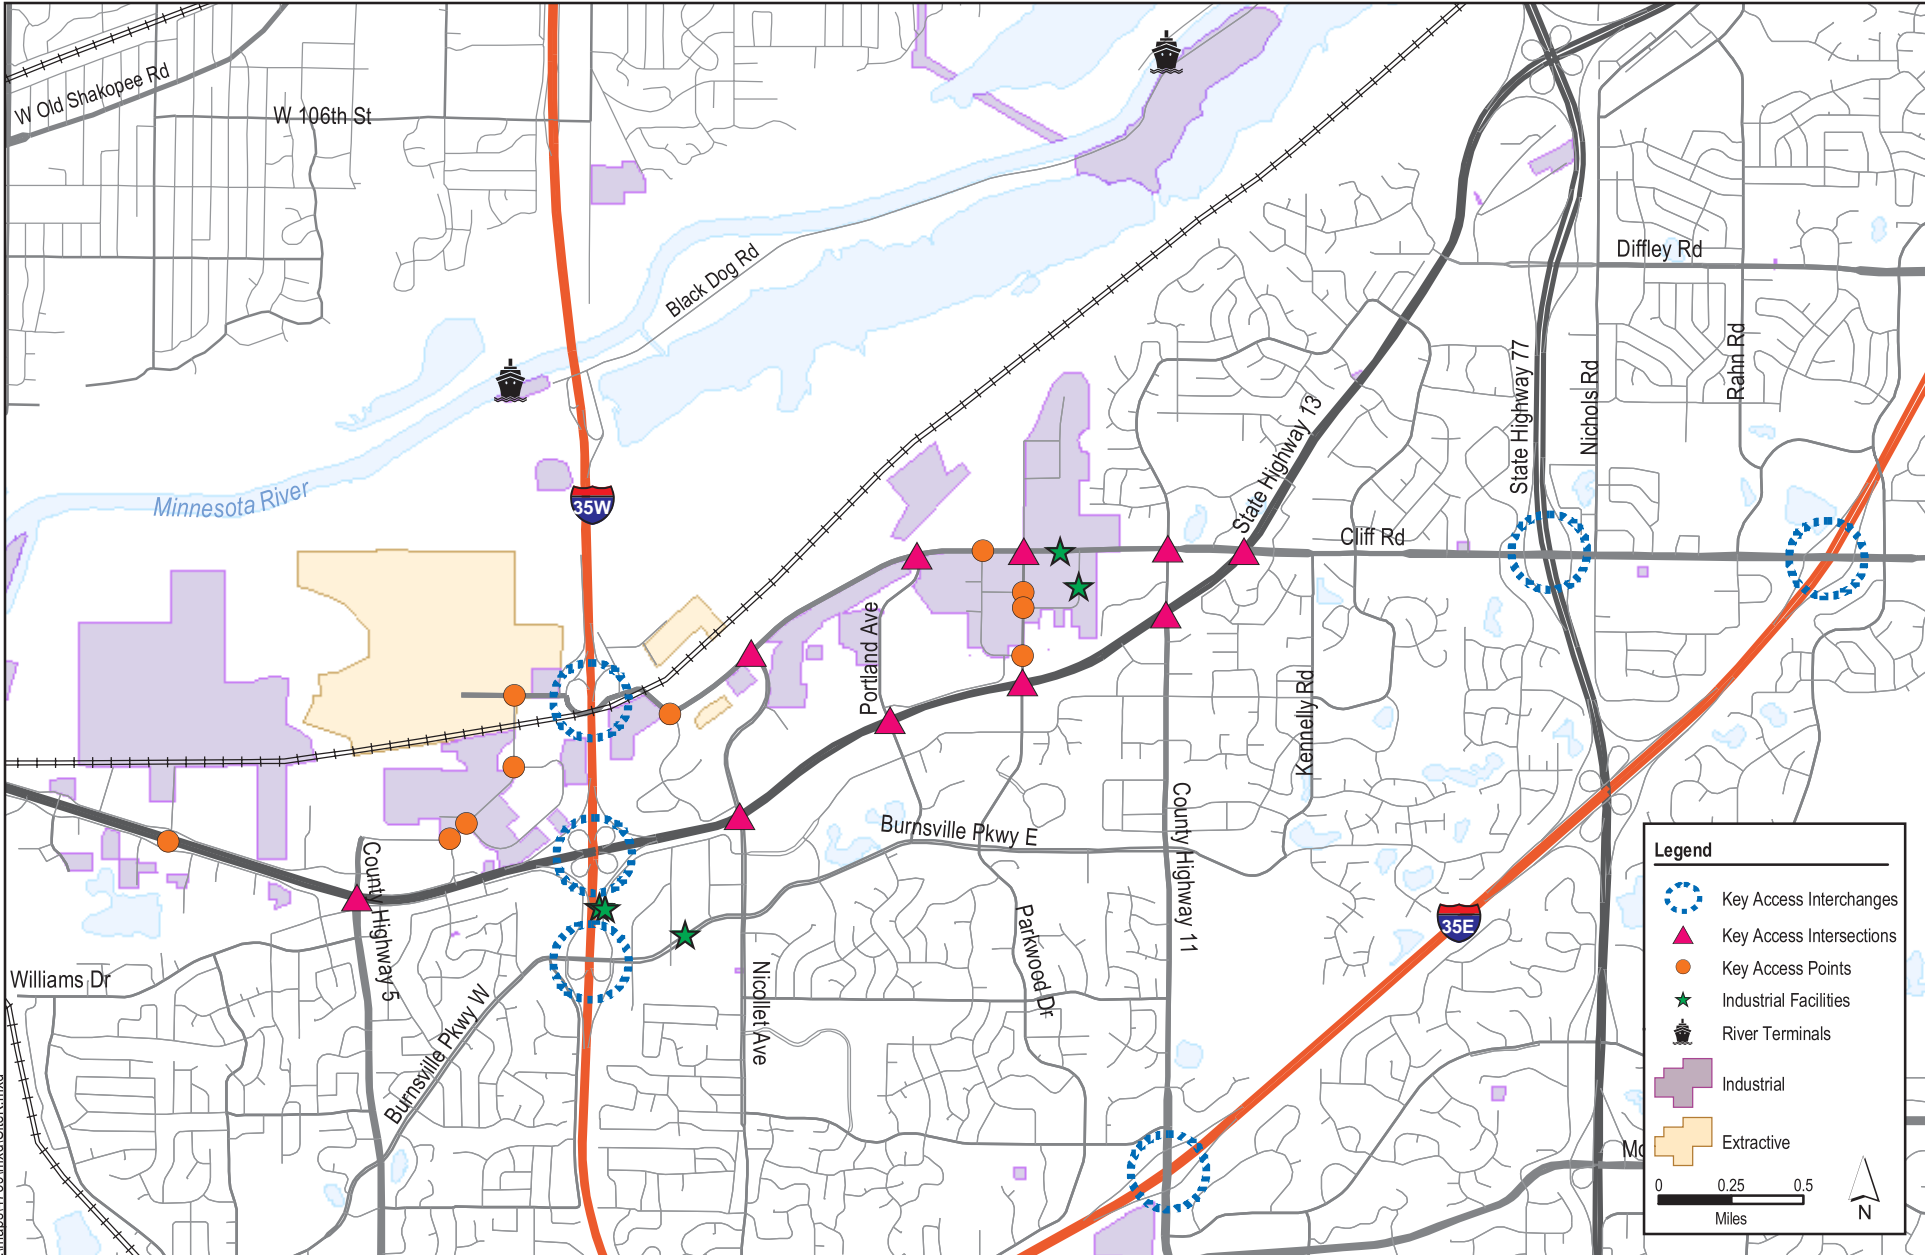 W Old Shakopee Rd
W 106th St
Black Dog Rd
Diffley Rd
Rahn Rd
State Highway 77
Nichols Rd
State Highway 13
Minnesota River
35W
Cliff Rd
Portland Ave
Kennelly Rd
Burnsville Pkwy E
County Highway 11
County Highway 5
Parkwood Dr
35E
Williams Dr
Nicollet Ave
Burnsville Pkwy W
Legend
Key Access Interchanges
Key Access Intersections
Key Access Points
Industrial Facilities
River Terminals
Industrial
Extractive
0 0.25 0.5
Miles
N